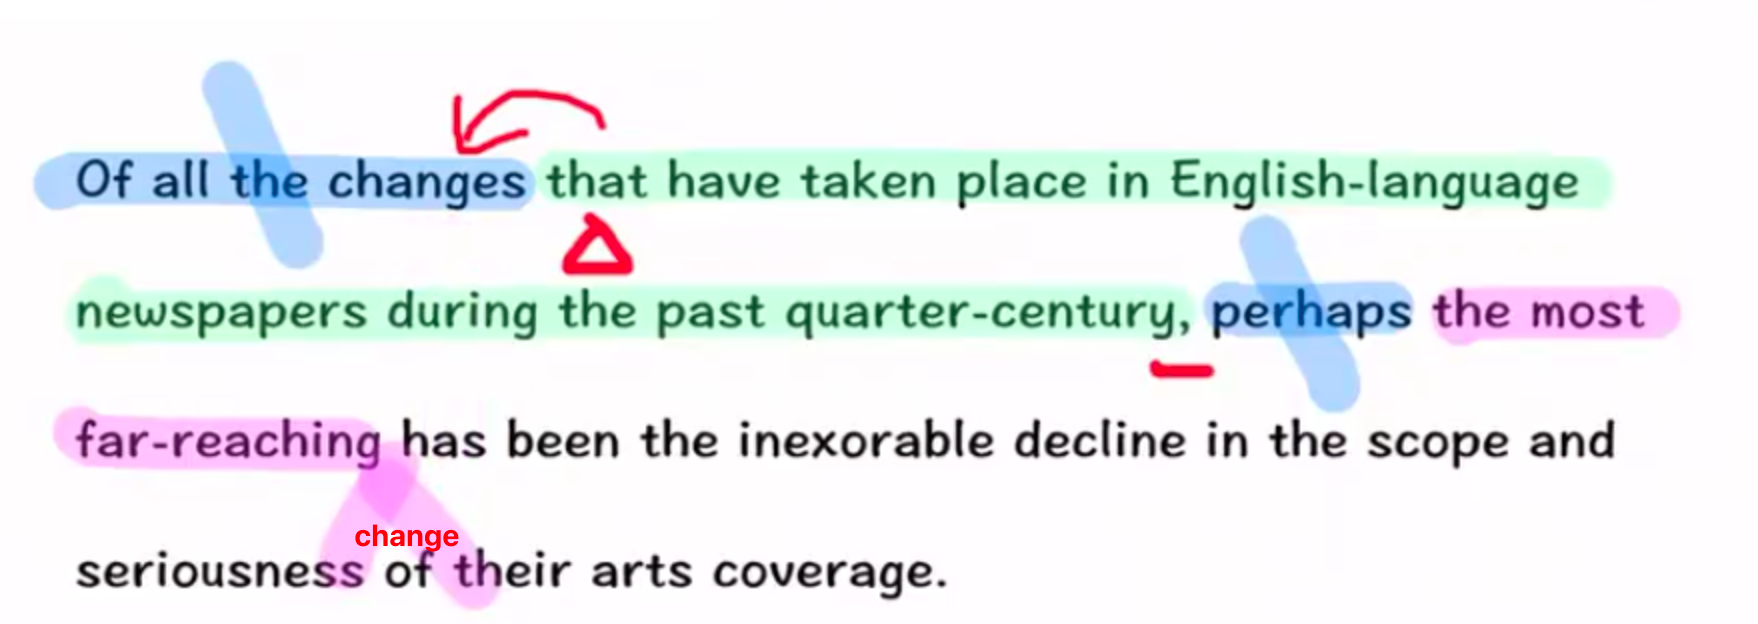 Of all the changes that have taken place in English-language
newspapers during the past quarter-century, perhaps the most
far-reaching has been the inexorable decline in the scope and
change
seriousness of their arts coverage.